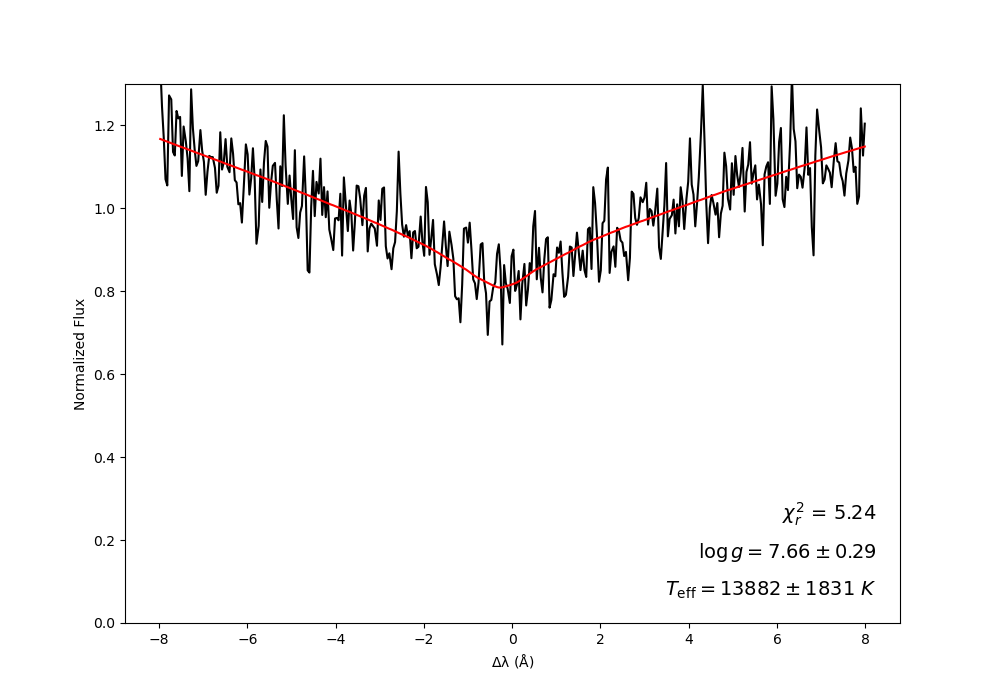 1.2
1.0
0.8
0.6
0.4
0.2
0.0
Normalized Flux
χ²ᵣ = 5.24
log g = 7.66 ± 0.29
T_eff = 13882 ± 1831 K
−8 −6 −4 −2 0 2 4 6 8
Δλ (Å)